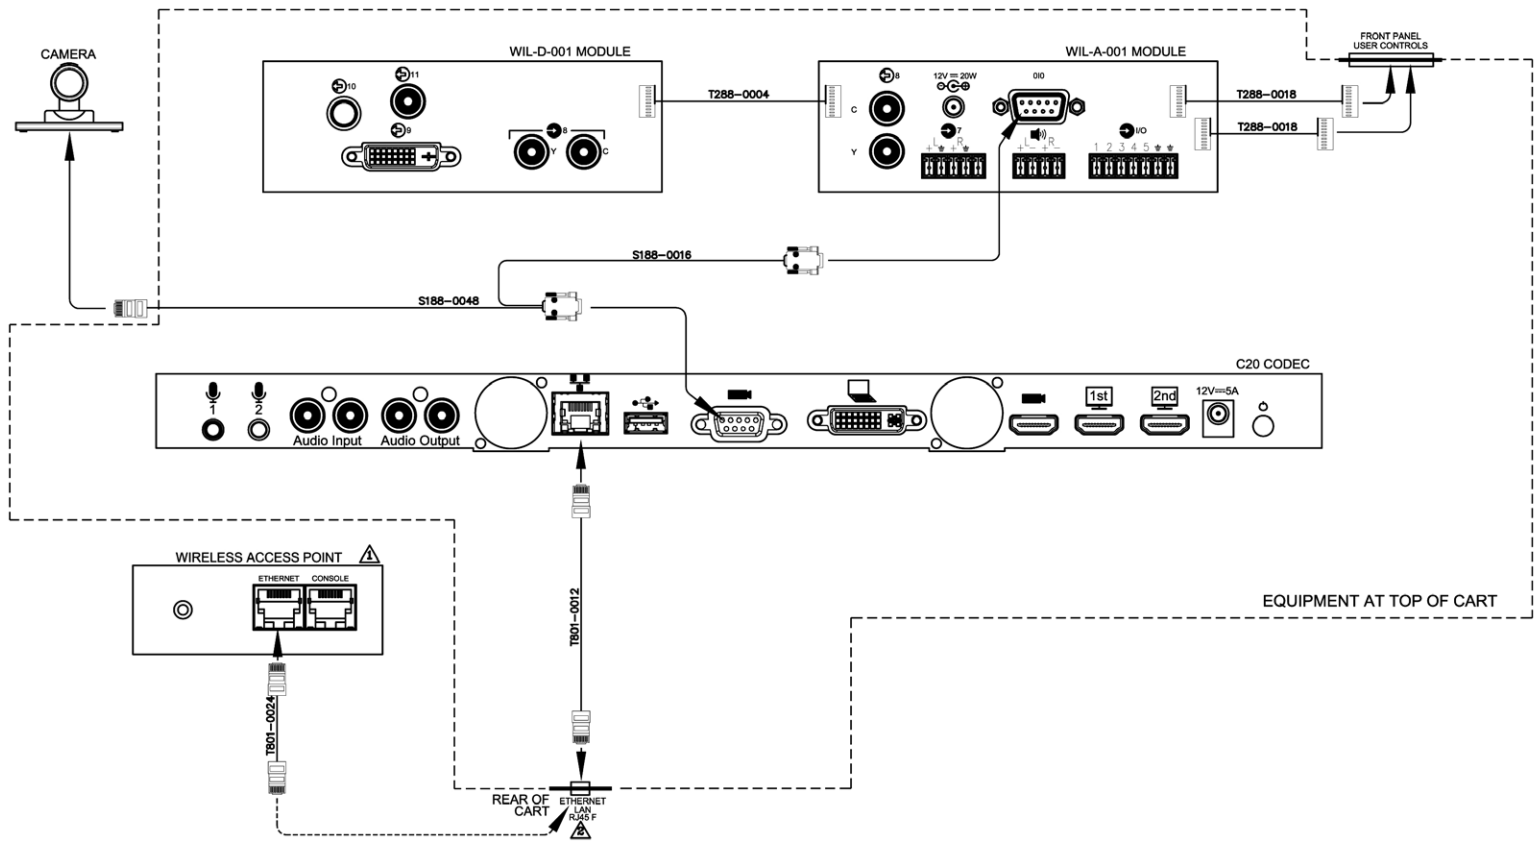 CAMERA
WIL-D-001 MODULE
WIL-A-001 MODULE
FRONT PANEL
USER CONTROLS
10
11
9
8
Y
C
T288-0004
8
C
Y
12V 20W
7
+ L + R
OIO
+ L - + R -
I/O
1 2 3 4 5
T288-0018
T288-0018
S188-0016
S188-0048
C20 CODEC
1
2
Audio Input
Audio Output
1st
2nd
12V 5A
WIRELESS ACCESS POINT
1
ETHERNET
CONSOLE
T801-0012
T801-0024
EQUIPMENT AT TOP OF CART
REAR OF
CART
ETHERNET
LAN
RJ45 F
2